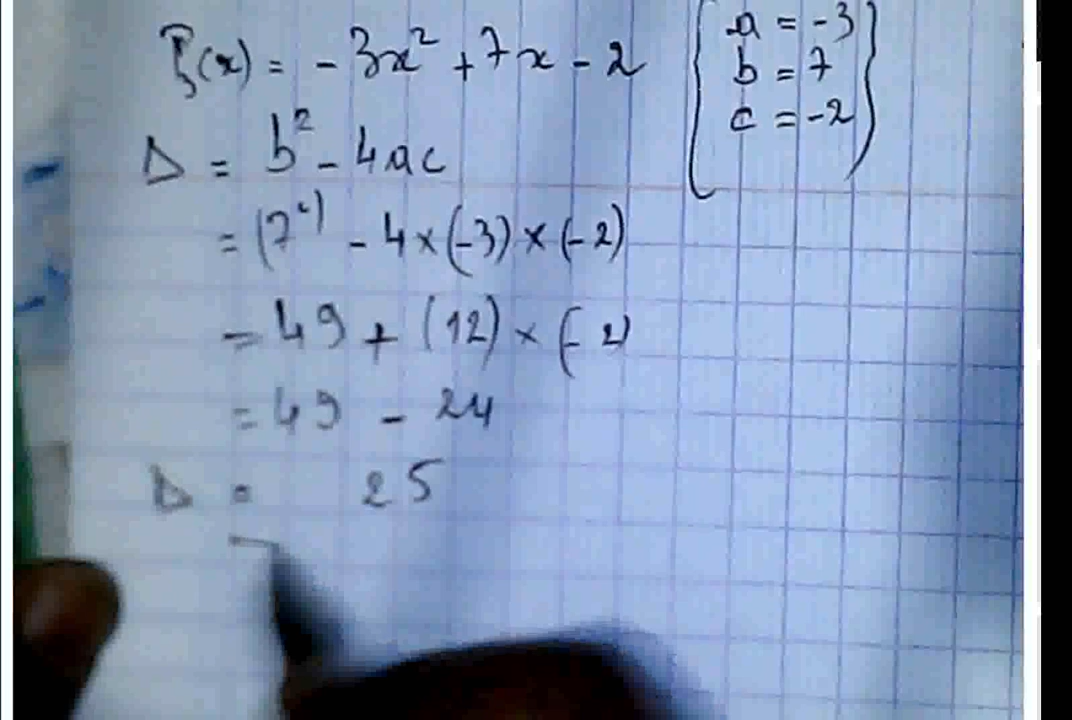 f(x) = - 3x² + 7x - 2
a = -3
b = 7
c = -2
Δ = b² - 4ac
= (7²) - 4 × (-3) × (-2)
= 49 + (12) × (-2)
= 49 - 24
Δ = 25